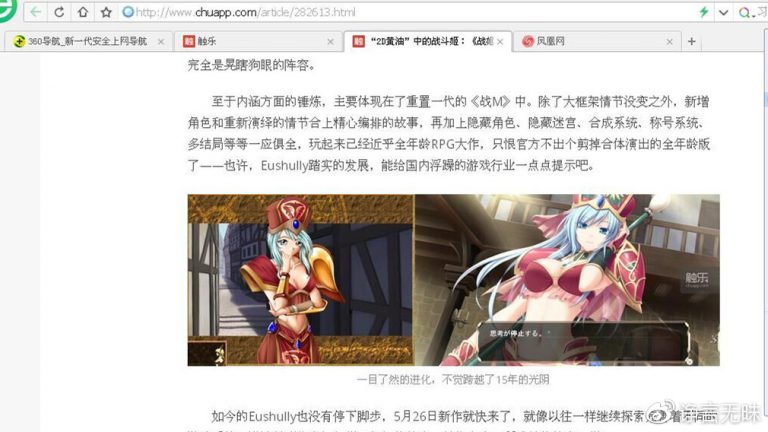 http://www.chuapp.com/article/282613.html
360导航_新一代安全上网导航
触乐
“2D黄油”中的战斗姬：《战姬
凤凰网
完全是晃瞎狗眼的阵容。
至于内涵方面的锤炼，主要体现在了重置一代的《战M》中。除了大框架情节没变之外，新增
角色和重新演绎的情节合上精心编排的故事，再加上隐藏角色、隐藏迷宫、合成系统、称号系统、
多结局等等一应俱全，玩起来已经近乎全年龄RPG大作，只恨官方不出个剪掉合体演出的全年龄版
了——也许，Eushully踏实的发展，能给国内浮躁的游戏行业一点点提示吧。
触乐
chuapp.com
思考が停止する。
一目了然的进化，不觉跨越了15年的光阴
如今的Eushully也没有停下脚步，5月26日新作就快来了，就像以往一样继续探索